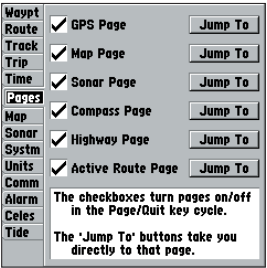 Waypt
Route
Track
Trip
Time
Pages
Map
Sonar
Systm
Units
Comm
Alarm
Celes
Tide
GPS Page Jump To
Map Page Jump To
Sonar Page Jump To
Compass Page Jump To
Highway Page Jump To
Active Route Page Jump To
The checkboxes turn pages on/off
in the Page/Quit key cycle.
The 'Jump To' buttons take you
directly to that page.